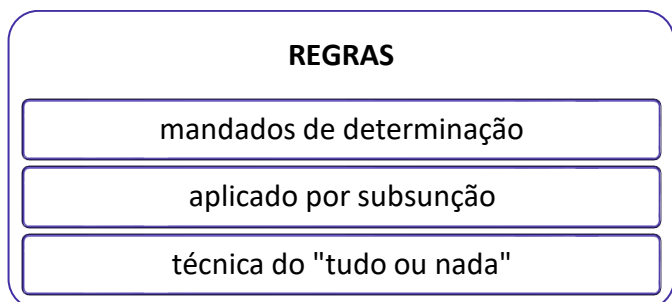 REGRAS
mandados de determinação
aplicado por subsunção
técnica do "tudo ou nada"